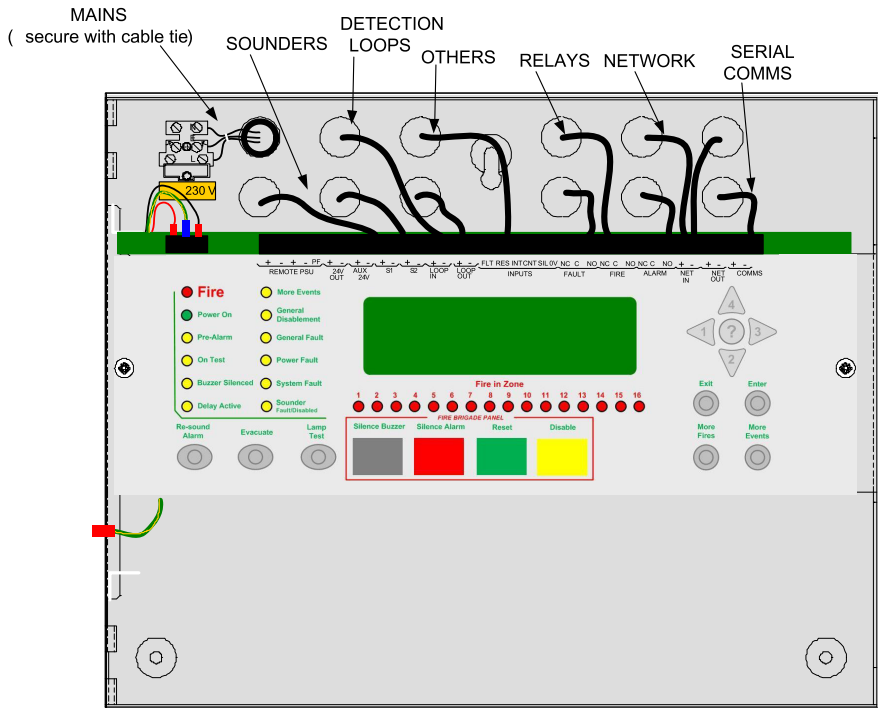 MAINS
( secure with cable tie)
SOUNDERS
DETECTION
LOOPS
OTHERS
RELAYS
NETWORK
SERIAL
COMMS
230 V
+ - + - PF + - + - + - + - + - + - FLT RES INT CNT SIL 0V NC C NO NC C NO NC C NO + - + - + -
REMOTE PSU
24V
OUT
AUX
24V
S1
S2
LOOP
IN
LOOP
OUT
INPUTS
FAULT
FIRE
ALARM
NET
IN
NET
OUT
COMMS
Fire
Power On
Pre-Alarm
On Test
Buzzer Silenced
Delay Active
More Events
General
Disablement
General Fault
Power Fault
System Fault
Sounder
Fault/Disabled
Re-sound
Alarm
Evacuate
Lamp
Test
Fire in Zone
1 2 3 4 5 6 7 8 9 10 11 12 13 14 15 16
FIRE BRIGADE PANEL
Silence Buzzer
Silence Alarm
Reset
Disable
4
1
?
3
2
Exit
Enter
More
Fires
More
Events